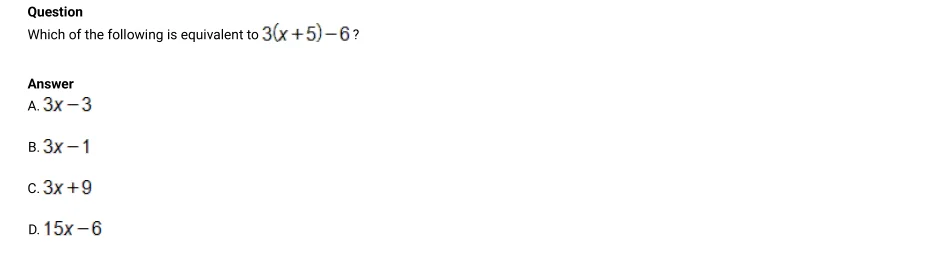 Question
Which of the following is equivalent to 3(x+5)−6?
Answer
A. 3x−3
B. 3x−1
C. 3x+9
D. 15x−6